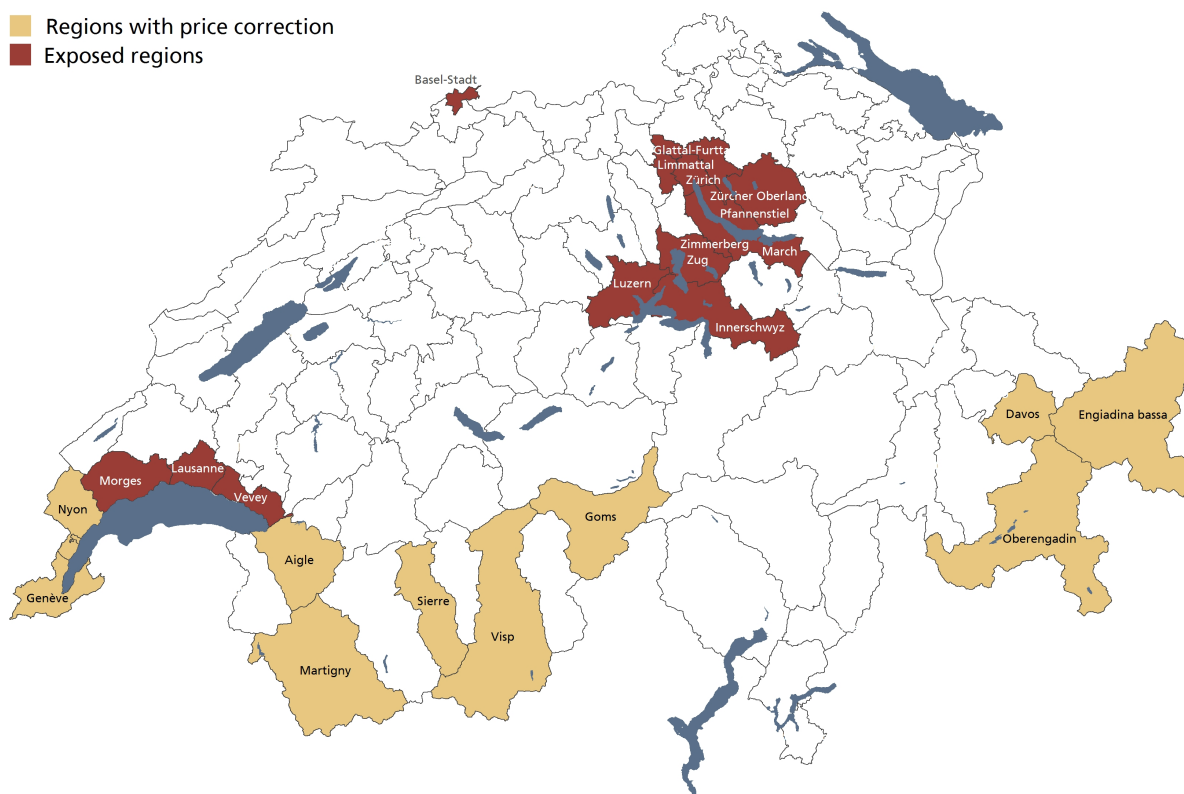 Regions with price correction
Exposed regions
Basel-Stadt
Glattal-Furtta
Limmattal
Zürich
Zürcher Oberland
Pfannenstiel
Zimmerberg
March
Zug
Luzern
Innerschwyz
Davos
Engiadina bassa
Lausanne
Morges
Vevey
Nyon
Goms
Oberengadin
Aigle
Genève
Sierre
Visp
Martigny